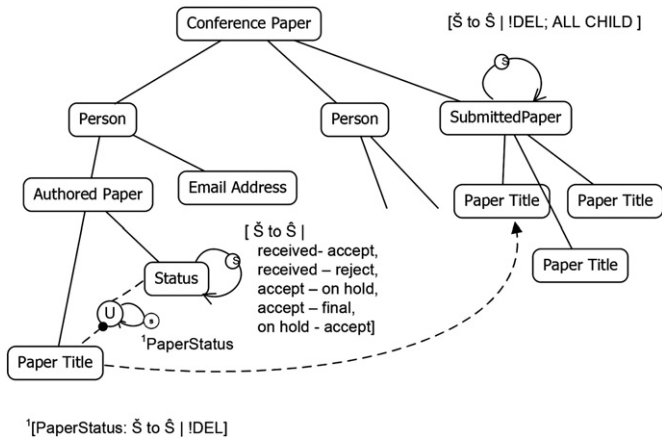 Conference Paper
[Š to Ŝ | !DEL; ALL CHILD ]
S
Person
Person
SubmittedPaper
Authored Paper
Email Address
Paper Title
Paper Title
[ Š to Ŝ |
received- accept,
received – reject,
accept – on hold,
accept – final,
on hold - accept]
S
Status
Paper Title
U
s
¹PaperStatus
Paper Title
¹[PaperStatus: Š to Ŝ | !DEL]